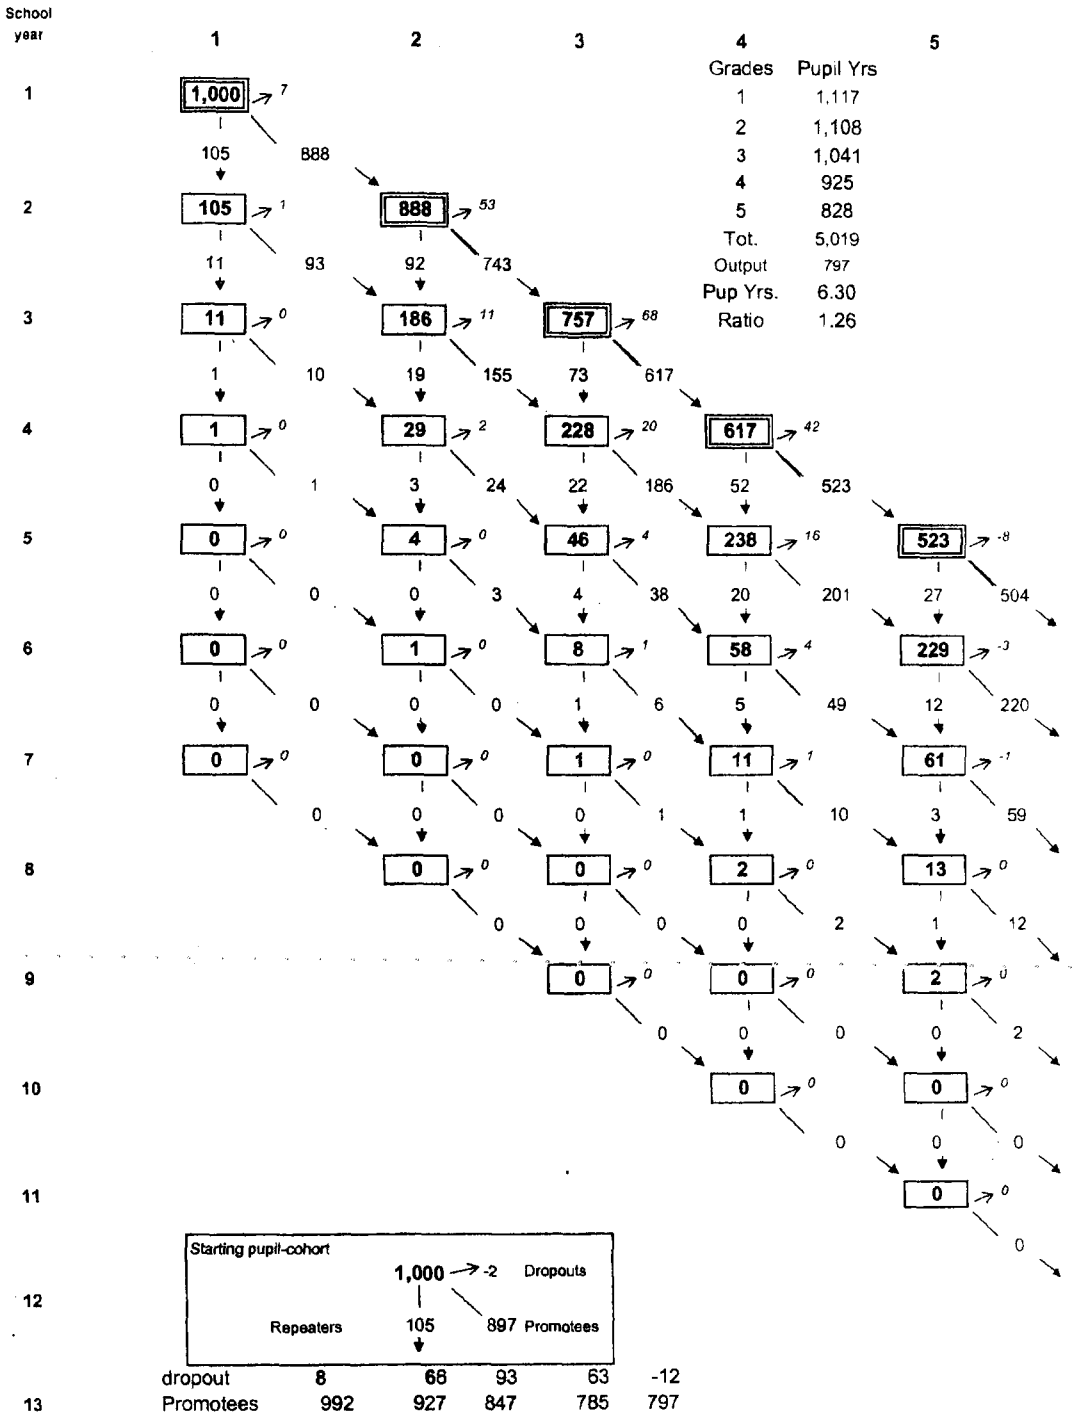 School
year 1 2 3 4 5
Grades Pupil Yrs
1 1,000 7 1 1,117
2 1,108
105 888 3 1,041
4 925
2 105 1 888 53 5 828
Tot. 5,019
11 93 92 743 Output 797
Pup Yrs. 6.30
3 11 0 186 11 757 68 Ratio 1.26
1 10 19 155 73 617
4 1 0 29 2 228 20 617 42
0 1 3 24 22 186 52 523
5 0 0 4 0 46 4 238 16 523 -8
0 0 0 3 4 38 20 201 27 504
6 0 0 1 0 8 1 58 4 229 -3
0 0 0 0 1 6 5 49 12 220
7 0 0 0 0 1 0 11 1 61 -1
0 0 0 0 1 1 10 3 59
8 0 0 0 0 2 0 13 0
0 0 0 0 2 1 12
9 0 0 0 0 2 0
0 0 0 0 2
10 0 0 0 0
0 0 0
11 0 0
0
Starting pupil-cohort
1,000 -2 Dropouts
12
Repeaters 105 897 Promotees
dropout 8 68 93 63 -12
13 Promotees 992 927 847 785 797